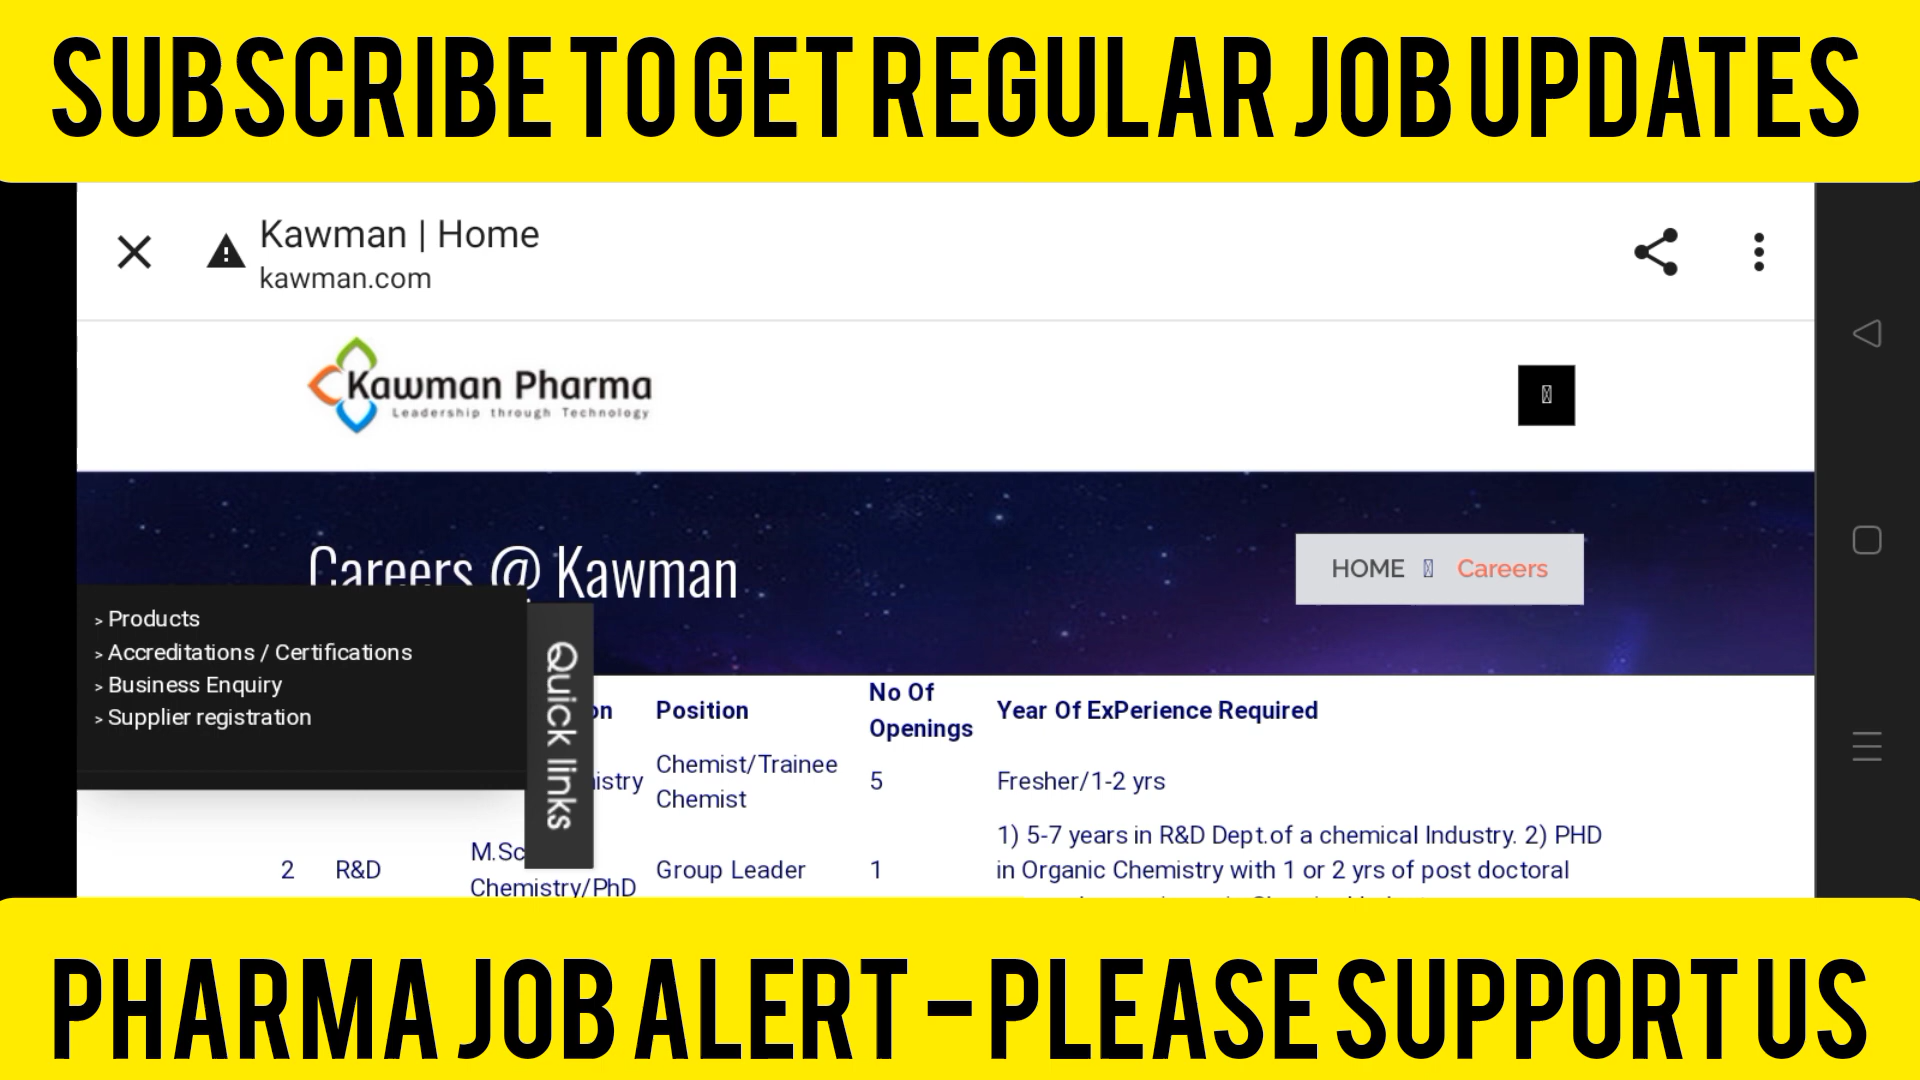 SUBSCRIBE TO GET REGULAR JOB UPDATES
Kawman | Home
kawman.com
Kawman Pharma
Leadership through Technology
Careers @ Kawman
HOME Careers
> Products
> Accreditations / Certifications
> Business Enquiry
> Supplier registration
Quick links
Position
No Of
Openings
Year Of ExPerience Required
Chemist/Trainee
Chemist
5
Fresher/1-2 yrs
2
R&D
M.Sc
Chemistry/PhD
Group Leader
1
1) 5-7 years in R&D Dept.of a chemical Industry. 2) PHD
in Organic Chemistry with 1 or 2 yrs of post doctoral
PHARMA JOB ALERT - PLEASE SUPPORT US